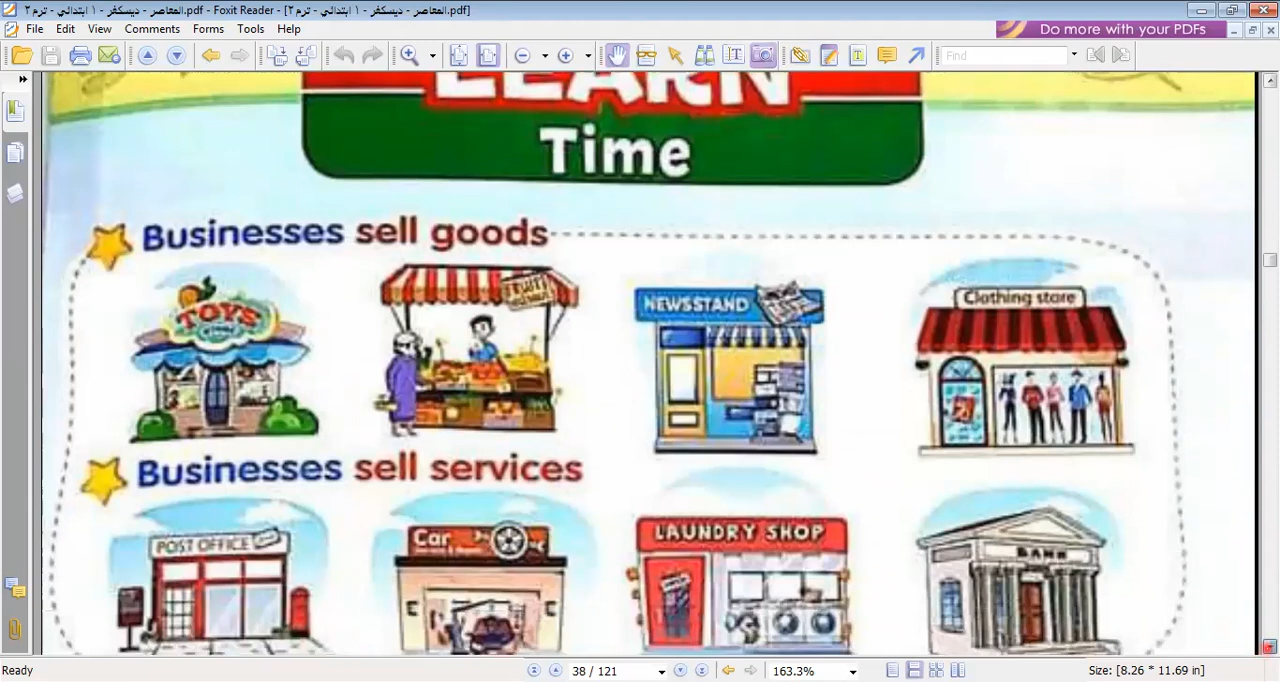 المعاصر - ديسكفر - ١ ابتدائي - ترم ٢.pdf - Foxit Reader - [المعاصر - ديسكفر - ١ ابتدائي - ترم ٢.pdf]
File Edit View Comments Forms Tools Help
Do more with your PDFs
Find
LEARN
Time
Businesses sell goods
TOYS
FRUITS
NEWSSTAND
Clothing store
Businesses sell services
POST OFFICE
Car
LAUNDRY SHOP
BANK
Ready
38 / 121
163.3%
Size: [8.26 * 11.69 in]